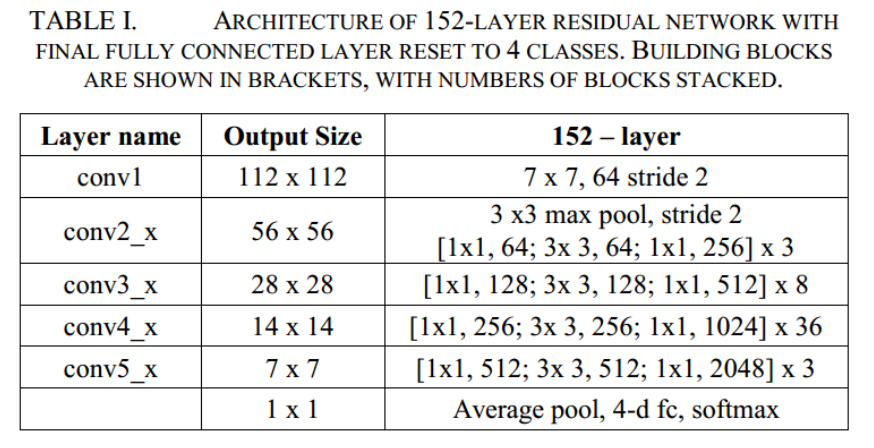 TABLE I. ARCHITECTURE OF 152-LAYER RESIDUAL NETWORK WITH
FINAL FULLY CONNECTED LAYER RESET TO 4 CLASSES. BUILDING BLOCKS
ARE SHOWN IN BRACKETS, WITH NUMBERS OF BLOCKS STACKED.
Layer name Output Size 152 – layer
conv1 112 x 112 7 x 7, 64 stride 2
conv2_x 56 x 56 3 x3 max pool, stride 2
[1x1, 64; 3x 3, 64; 1x1, 256] x 3
conv3_x 28 x 28 [1x1, 128; 3x 3, 128; 1x1, 512] x 8
conv4_x 14 x 14 [1x1, 256; 3x 3, 256; 1x1, 1024] x 36
conv5_x 7 x 7 [1x1, 512; 3x 3, 512; 1x1, 2048] x 3
1 x 1 Average pool, 4-d fc, softmax